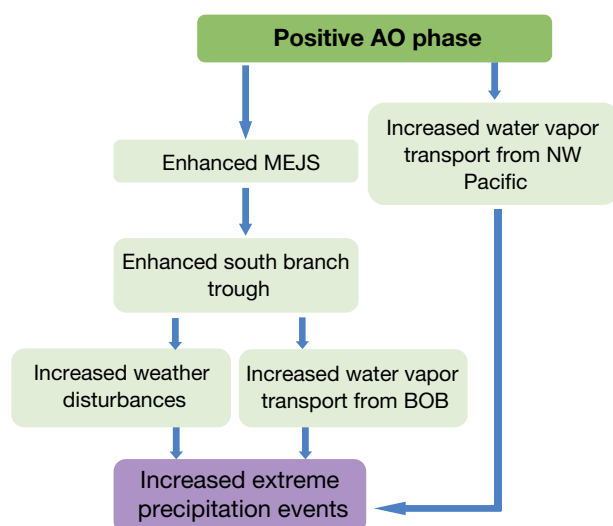 Positive AO phase
Increased water vapor
transport from NW
Pacific
Enhanced MEJS
Enhanced south branch
trough
Increased weather
disturbances
Increased water vapor
transport from BOB
Increased extreme
precipitation events